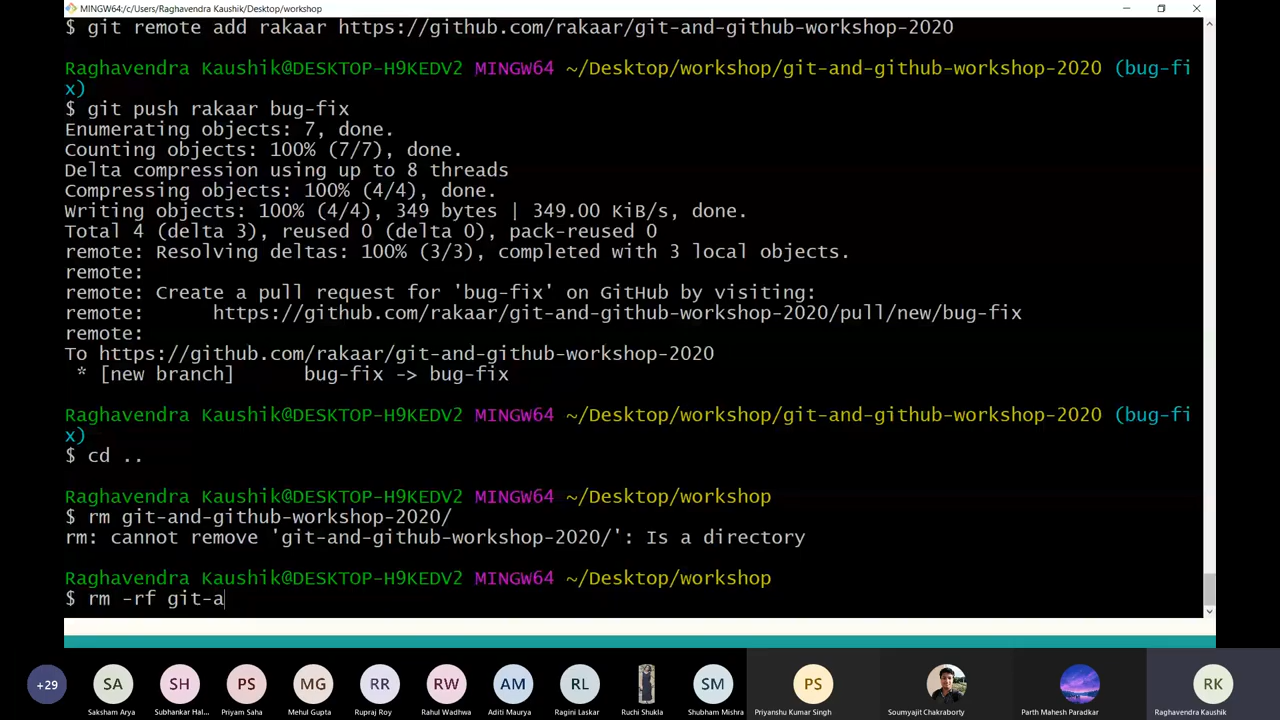 MINGW64:/c/Users/Raghavendra Kaushik/Desktop/workshop
$ git remote add rakaar https://github.com/rakaar/git-and-github-workshop-2020
Raghavendra Kaushik@DESKTOP-H9KEDV2 MINGW64 ~/Desktop/workshop/git-and-github-workshop-2020 (bug-fi
x)
$ git push rakaar bug-fix
Enumerating objects: 7, done.
Counting objects: 100% (7/7), done.
Delta compression using up to 8 threads
Compressing objects: 100% (4/4), done.
Writing objects: 100% (4/4), 349 bytes | 349.00 KiB/s, done.
Total 4 (delta 3), reused 0 (delta 0), pack-reused 0
remote: Resolving deltas: 100% (3/3), completed with 3 local objects.
remote:
remote: Create a pull request for 'bug-fix' on GitHub by visiting:
remote:      https://github.com/rakaar/git-and-github-workshop-2020/pull/new/bug-fix
remote:
To https://github.com/rakaar/git-and-github-workshop-2020
 * [new branch]      bug-fix -> bug-fix
Raghavendra Kaushik@DESKTOP-H9KEDV2 MINGW64 ~/Desktop/workshop/git-and-github-workshop-2020 (bug-fi
x)
$ cd ..
Raghavendra Kaushik@DESKTOP-H9KEDV2 MINGW64 ~/Desktop/workshop
$ rm git-and-github-workshop-2020/
rm: cannot remove 'git-and-github-workshop-2020/': Is a directory
Raghavendra Kaushik@DESKTOP-H9KEDV2 MINGW64 ~/Desktop/workshop
$ rm -rf git-a
+29 SA SH PS MG RR RW AM RL SM PS RK
Saksham Arya Subhankar Hal... Priyam Saha Mehul Gupta Rupraj Roy Rahul Wadhwa Aditi Maurya Ragini Laskar Ruchi Shukla Shubham Mishra Priyanshu Kumar Singh Soumyajit Chakraborty Parth Mahesh Paradkar Raghavendra Kaushik